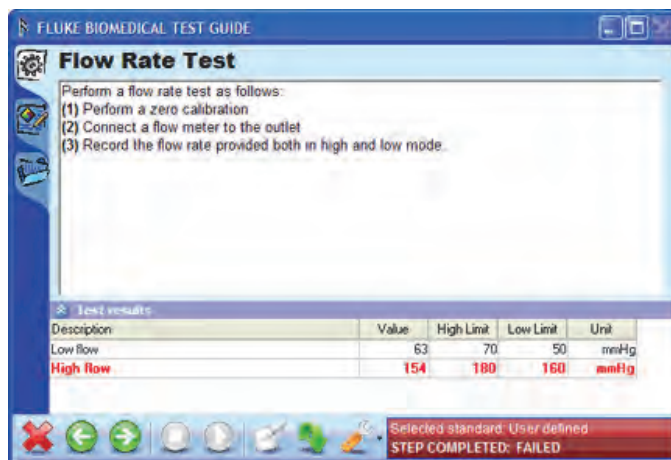 FLUKE BIOMEDICAL TEST GUIDE
Flow Rate Test
Perform a flow rate test as follows:
(1) Perform a zero calibration
(2) Connect a flow meter to the outlet
(3) Record the flow rate provided both in high and low mode.
Test results
Description Value High Limit Low Limit Unit
Low flow 63 70 50 mmHg
High flow 154 180 160 mmHg
Selected standard: User defined
STEP COMPLETED: FAILED